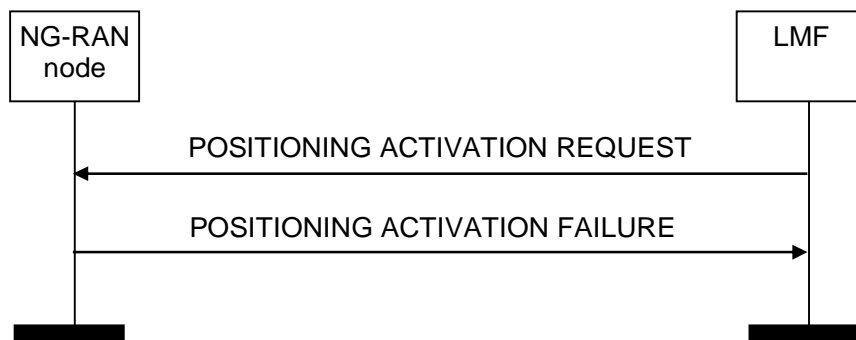 NG-RAN
node
LMF
POSITIONING ACTIVATION REQUEST
POSITIONING ACTIVATION FAILURE